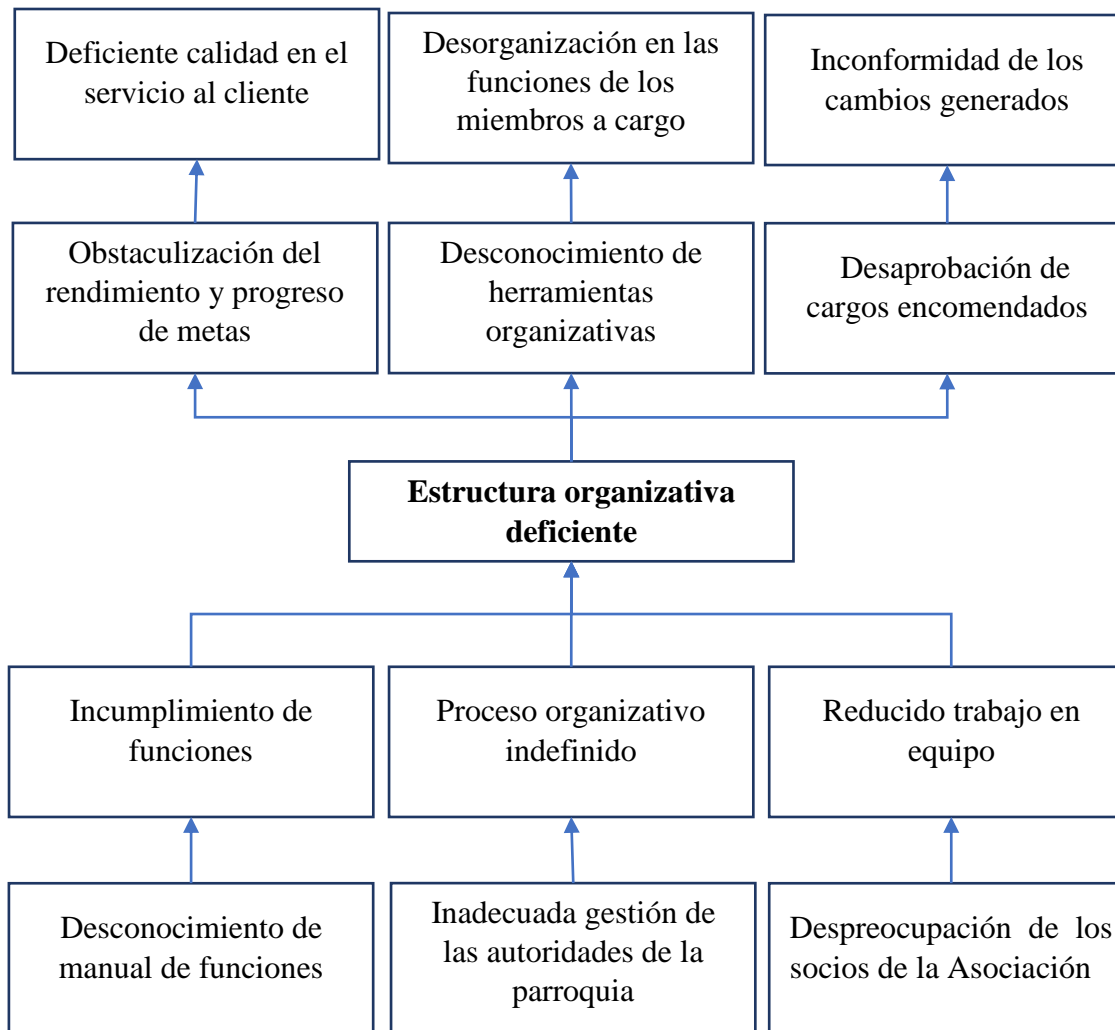 Deficiente calidad en el
servicio al cliente
Desorganización en las
funciones de los
miembros a cargo
Inconformidad de los
cambios generados
Obstaculización del
rendimiento y progreso
de metas
Desconocimiento de
herramientas
organizativas
Desaprobación de
cargos encomendados
Estructura organizativa
deficiente
Incumplimiento de
funciones
Proceso organizativo
indefinido
Reducido trabajo en
equipo
Desconocimiento de
manual de funciones
Inadecuada gestión de
las autoridades de la
parroquia
Despreocupación de los
socios de la Asociación